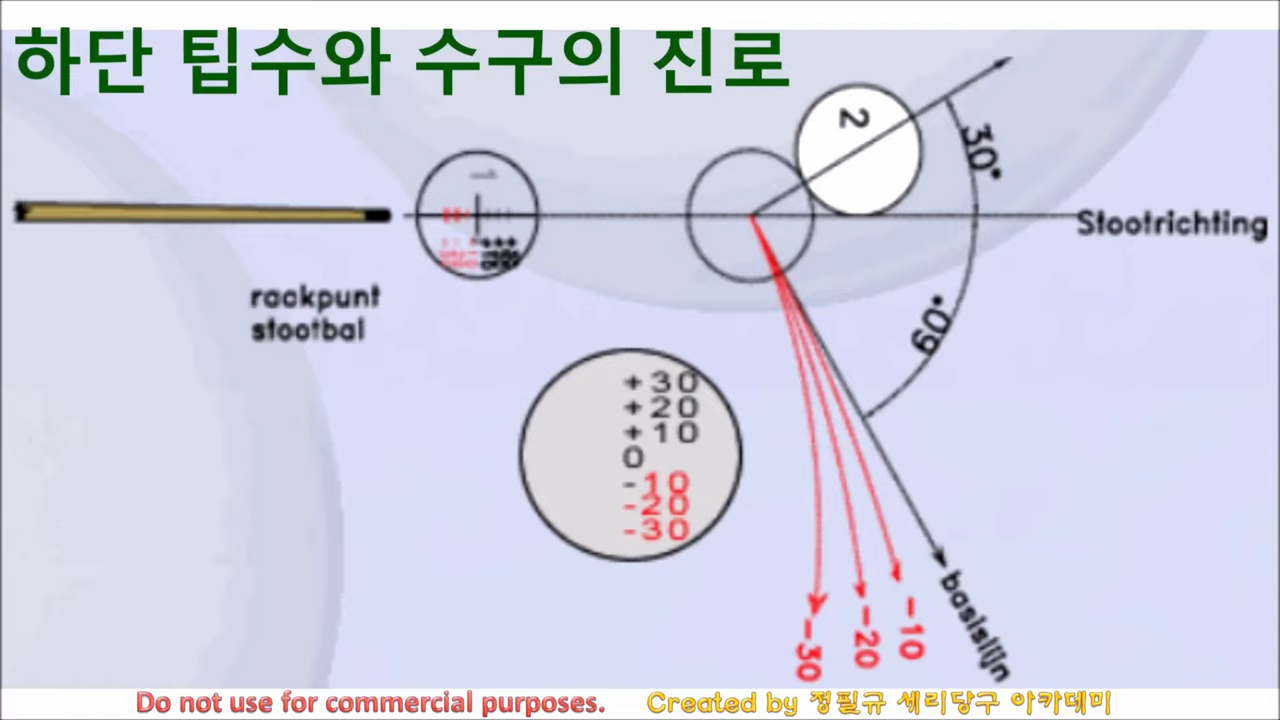 하단 팁수와 수구의 진로
2
30°
1
Stootrichting
raakpunt
stootbal
60°
+30
+20
+10
0
-10
-20
-30
basislijn
-10
-20
-30
Do not use for commercial purposes. Created by 정필규 세리당구 아카데미